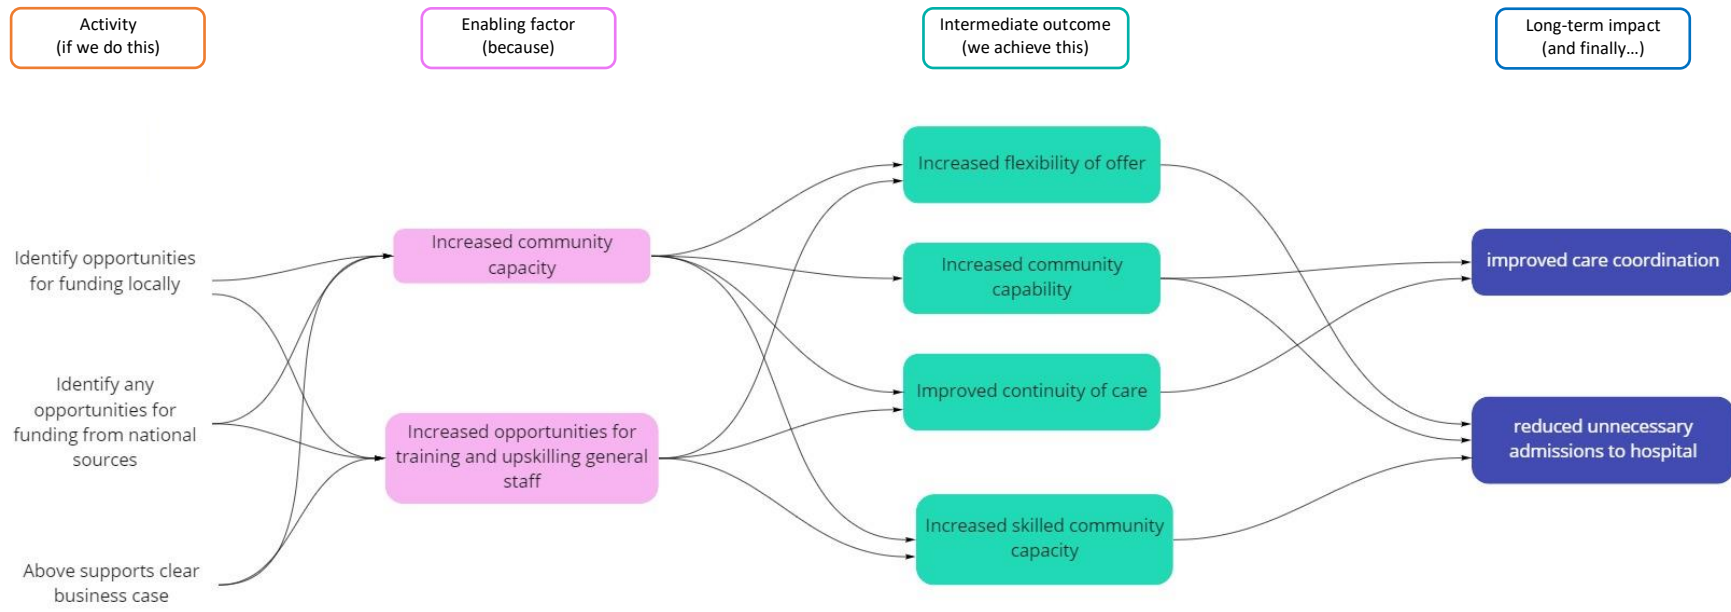 Activity
(if we do this)
Enabling factor
(because)
Intermediate outcome
(we achieve this)
Long-term impact
(and finally...)
Identify opportunities
for funding locally
Identify any
opportunities for
funding from national
sources
Above supports clear
business case
Increased community
capacity
Increased opportunities for
training and upskilling general
staff
Increased flexibility of offer
Increased community
capability
Improved continuity of care
Increased skilled community
capacity
improved care coordination
reduced unnecessary
admissions to hospital